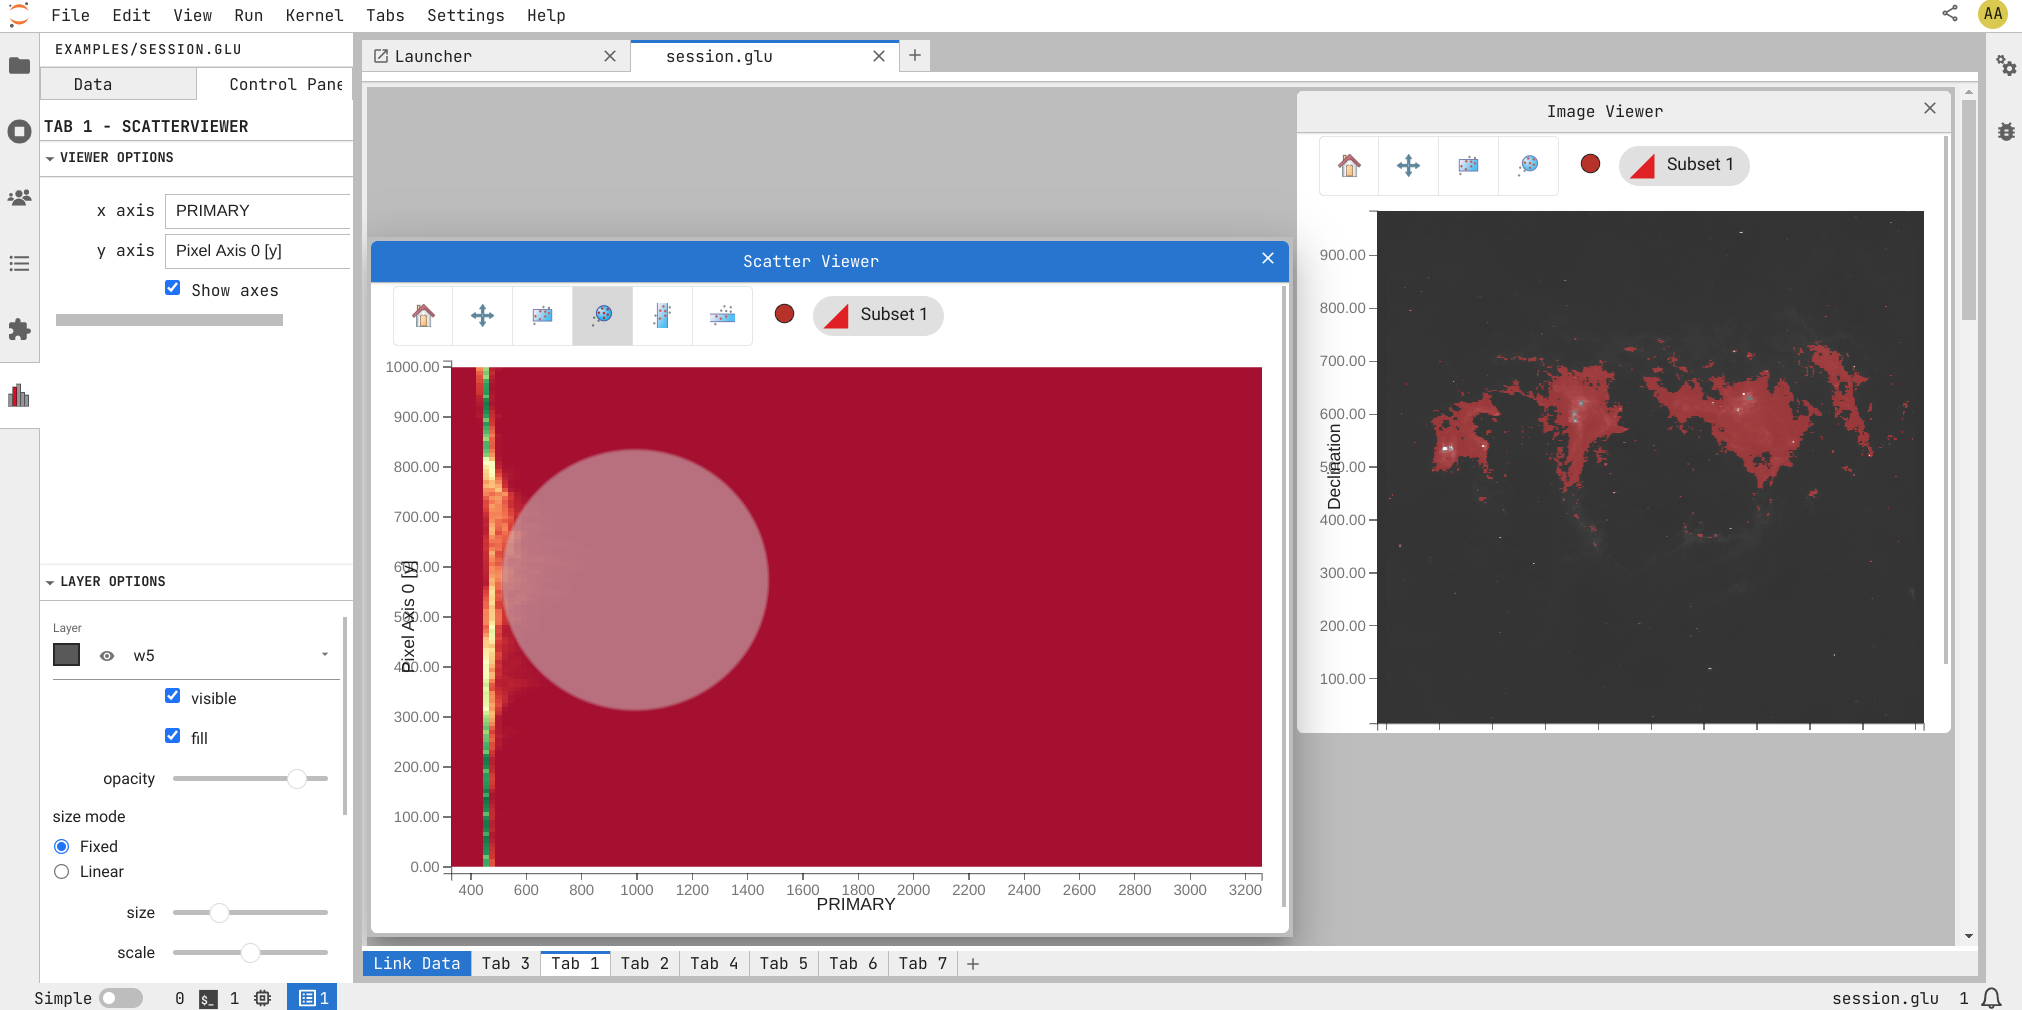 File Edit View Run Kernel Tabs Settings Help
AA
EXAMPLES/SESSION.GLU
Data
Control Pane
TAB 1 - SCATTERVIEWER
VIEWER OPTIONS
x axis PRIMARY
y axis Pixel Axis 0 [y]
Show axes
LAYER OPTIONS
Layer
w5
visible
fill
opacity
size mode
Fixed
Linear
size
scale
Launcher
session.glu
Scatter Viewer
Subset 1
1000.00
900.00
800.00
700.00
600.00
500.00
400.00
300.00
200.00
100.00
0.00
Pixel Axis 0 [y]
400 600 800 1000 1200 1400 1600 1800 2000 2200 2400 2600 2800 3000 3200
PRIMARY
Image Viewer
Subset 1
900.00
800.00
700.00
600.00
500.00
400.00
300.00
200.00
100.00
Declination
Link Data Tab 3 Tab 1 Tab 2 Tab 4 Tab 5 Tab 6 Tab 7 +
Simple 0 $_ 1 1
session.glu 1